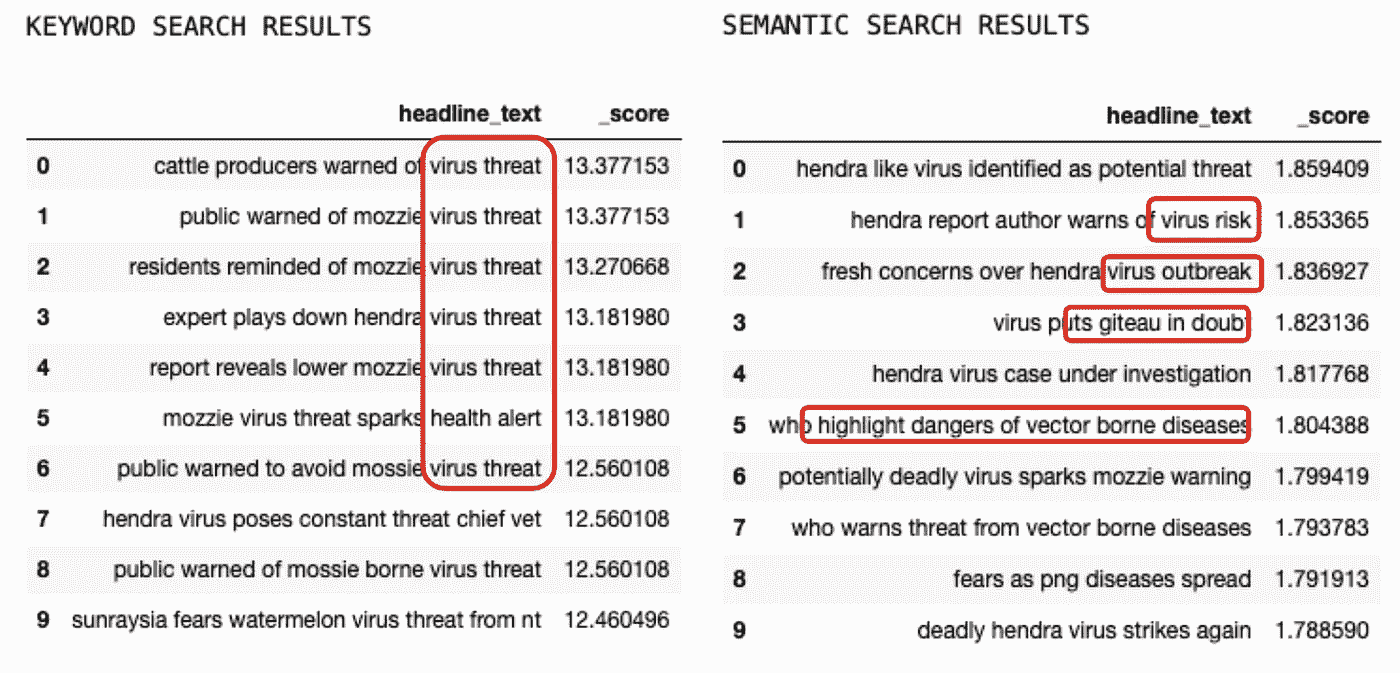 KEYWORD SEARCH RESULTS
headline_text _score
0 cattle producers warned of virus threat 13.377153
1 public warned of mozzie virus threat 13.377153
2 residents reminded of mozzie virus threat 13.270668
3 expert plays down hendra virus threat 13.181980
4 report reveals lower mozzie virus threat 13.181980
5 mozzie virus threat sparks health alert 13.181980
6 public warned to avoid mossie virus threat 12.560108
7 hendra virus poses constant threat chief vet 12.560108
8 public warned of mossie borne virus threat 12.560108
9 sunraysia fears watermelon virus threat from nt 12.460496
SEMANTIC SEARCH RESULTS
headline_text _score
0 hendra like virus identified as potential threat 1.859409
1 hendra report author warns of virus risk 1.853365
2 fresh concerns over hendra virus outbreak 1.836927
3 virus puts giteau in doubt 1.823136
4 hendra virus case under investigation 1.817768
5 who highlight dangers of vector borne diseases 1.804388
6 potentially deadly virus sparks mozzie warning 1.799419
7 who warns threat from vector borne diseases 1.793783
8 fears as png diseases spread 1.791913
9 deadly hendra virus strikes again 1.788590